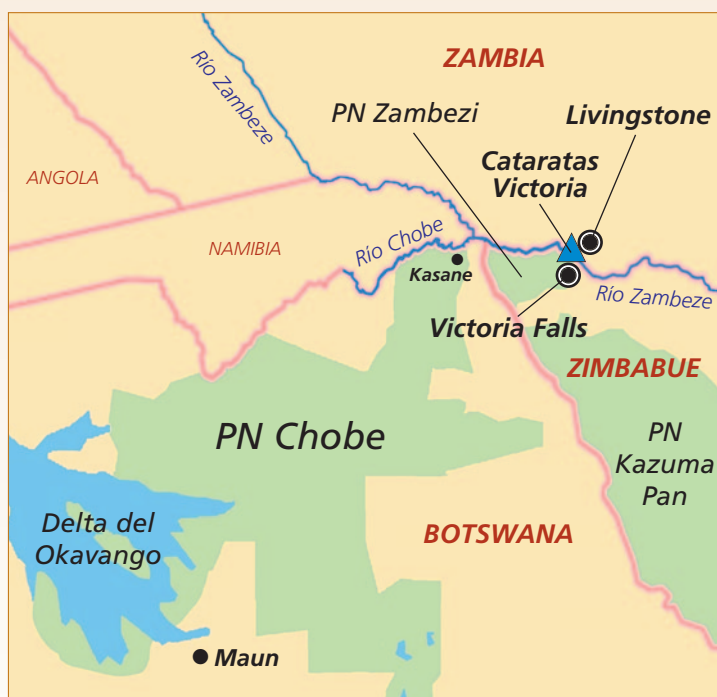 ZAMBIA
Río Zambeze
PN Zambezi
Livingstone
Cataratas
Victoria
ANGOLA
NAMIBIA
Río Chobe
Kasane
Río Zambeze
Victoria Falls
ZIMBABUE
PN Chobe
PN
Kazuma
Pan
Delta del
Okavango
BOTSWANA
Maun